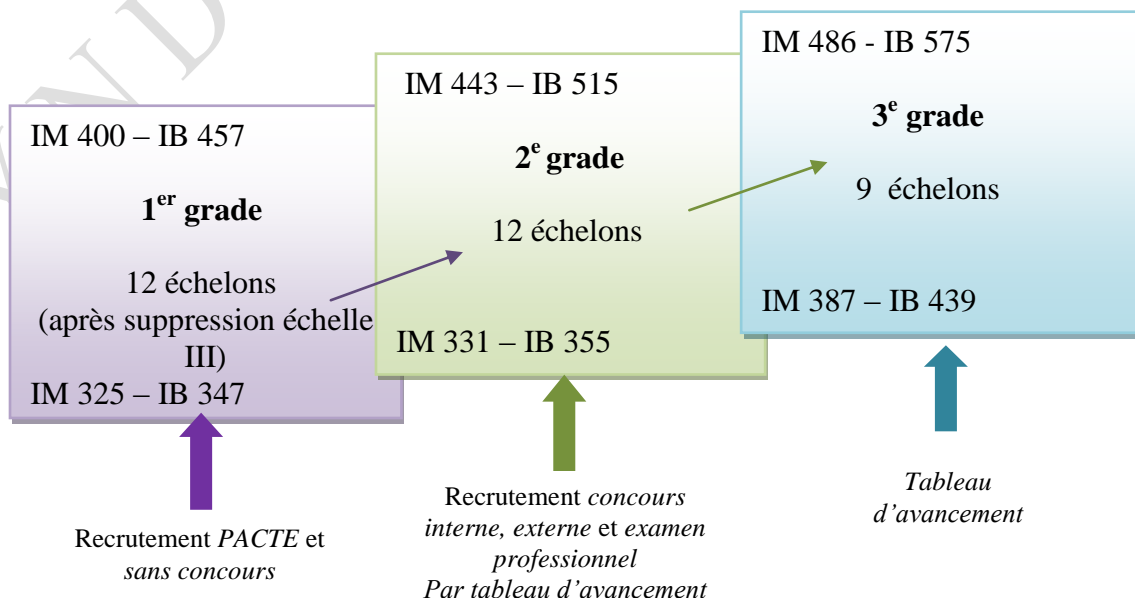 IM 400 – IB 457
1er grade
12 échelons
(après suppression échelle
III)
IM 325 – IB 347
Recrutement PACTE et
sans concours
IM 443 – IB 515
2e grade
12 échelons
IM 331 – IB 355
Recrutement concours
interne, externe et examen
professionnel
Par tableau d’avancement
IM 486 - IB 575
3e grade
9 échelons
IM 387 – IB 439
Tableau
d’avancement